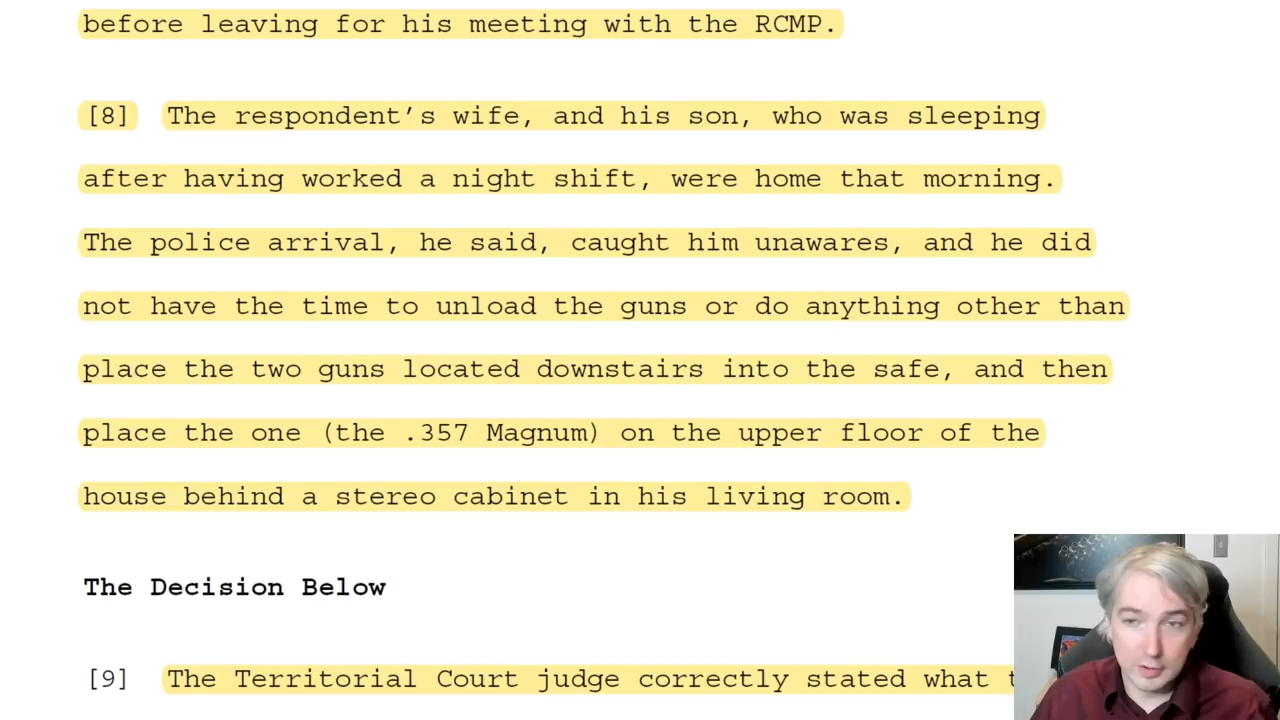 before leaving for his meeting with the RCMP.
[8] The respondent’s wife, and his son, who was sleeping
after having worked a night shift, were home that morning.
The police arrival, he said, caught him unawares, and he did
not have the time to unload the guns or do anything other than
place the two guns located downstairs into the safe, and then
place the one (the .357 Magnum) on the upper floor of the
house behind a stereo cabinet in his living room.
The Decision Below
[9] The Territorial Court judge correctly stated what